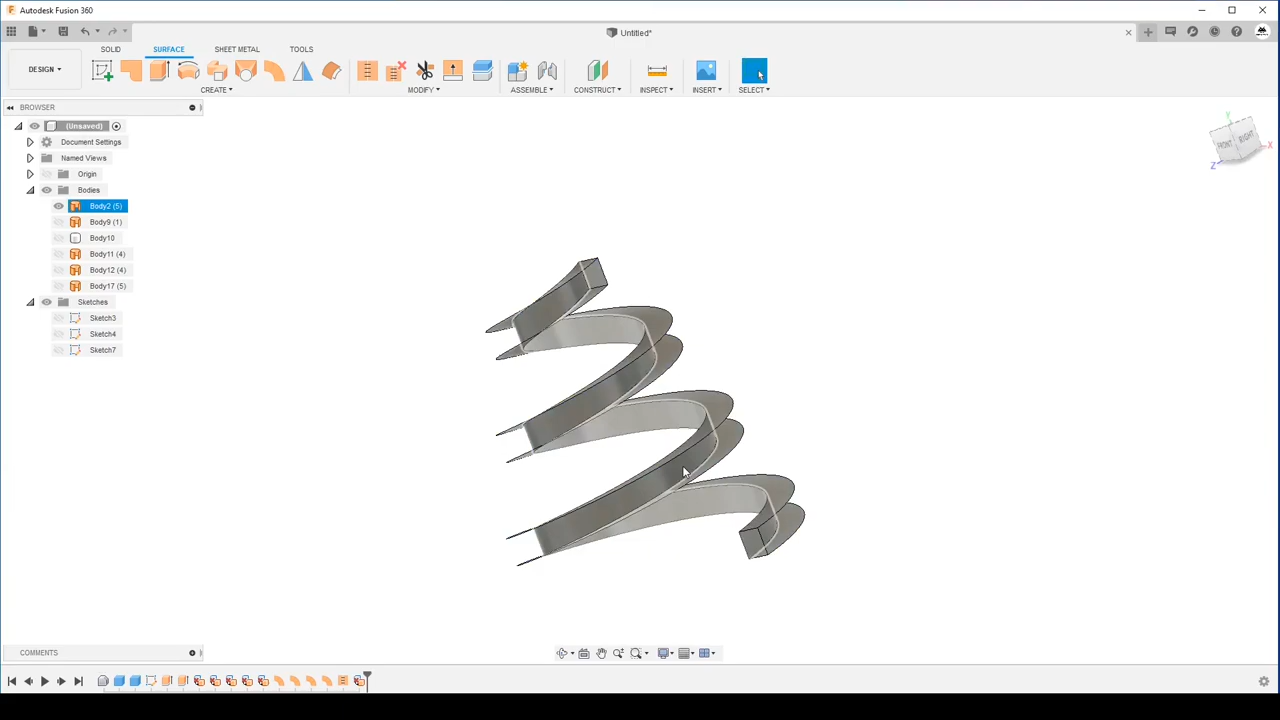 Autodesk Fusion 360
Untitled*
SOLID SURFACE SHEET METAL TOOLS
DESIGN
CREATE MODIFY ASSEMBLE CONSTRUCT INSPECT INSERT SELECT
BROWSER
(Unsaved)
Document Settings
Named Views
Origin
Bodies
Body2 (5)
Body9 (1)
Body10
Body11 (4)
Body12 (4)
Body17 (5)
Sketches
Sketch3
Sketch4
Sketch7
Y
FRONT RIGHT
X
Z
COMMENTS